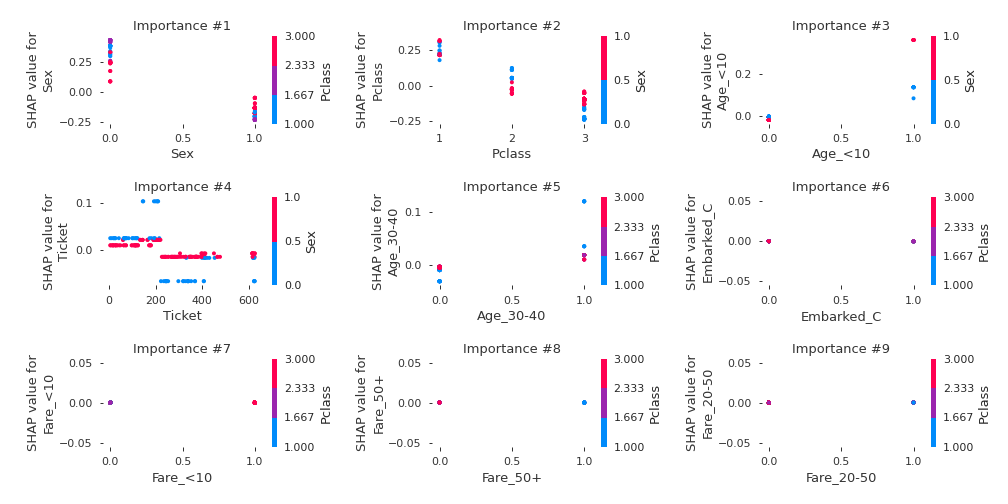 Importance #1
SHAP value for
Sex
0.25
0.00
−0.25
0.0
0.5
1.0
Sex
3.000
2.333
1.667
1.000
Pclass
Importance #2
SHAP value for
Pclass
0.25
0.00
−0.25
1
2
3
Pclass
1.0
0.5
0.0
Sex
Importance #3
SHAP value for
Age_<10
0.2
0.0
0.0
0.5
1.0
Age_<10
1.0
0.5
0.0
Sex
Importance #4
SHAP value for
Ticket
0.1
0.0
0
200
400
600
Ticket
1.0
0.5
0.0
Sex
Importance #5
SHAP value for
Age_30-40
0.1
0.0
0.0
0.5
1.0
Age_30-40
3.000
2.333
1.667
1.000
Pclass
Importance #6
SHAP value for
Embarked_C
0.05
0.00
−0.05
0.0
0.5
1.0
Embarked_C
3.000
2.333
1.667
1.000
Pclass
Importance #7
SHAP value for
Fare_<10
0.05
0.00
−0.05
0.0
0.5
1.0
Fare_<10
3.000
2.333
1.667
1.000
Pclass
Importance #8
SHAP value for
Fare_50+
0.05
0.00
−0.05
0.0
0.5
1.0
Fare_50+
3.000
2.333
1.667
1.000
Pclass
Importance #9
SHAP value for
Fare_20-50
0.05
0.00
−0.05
0.0
0.5
1.0
Fare_20-50
3.000
2.333
1.667
1.000
Pclass